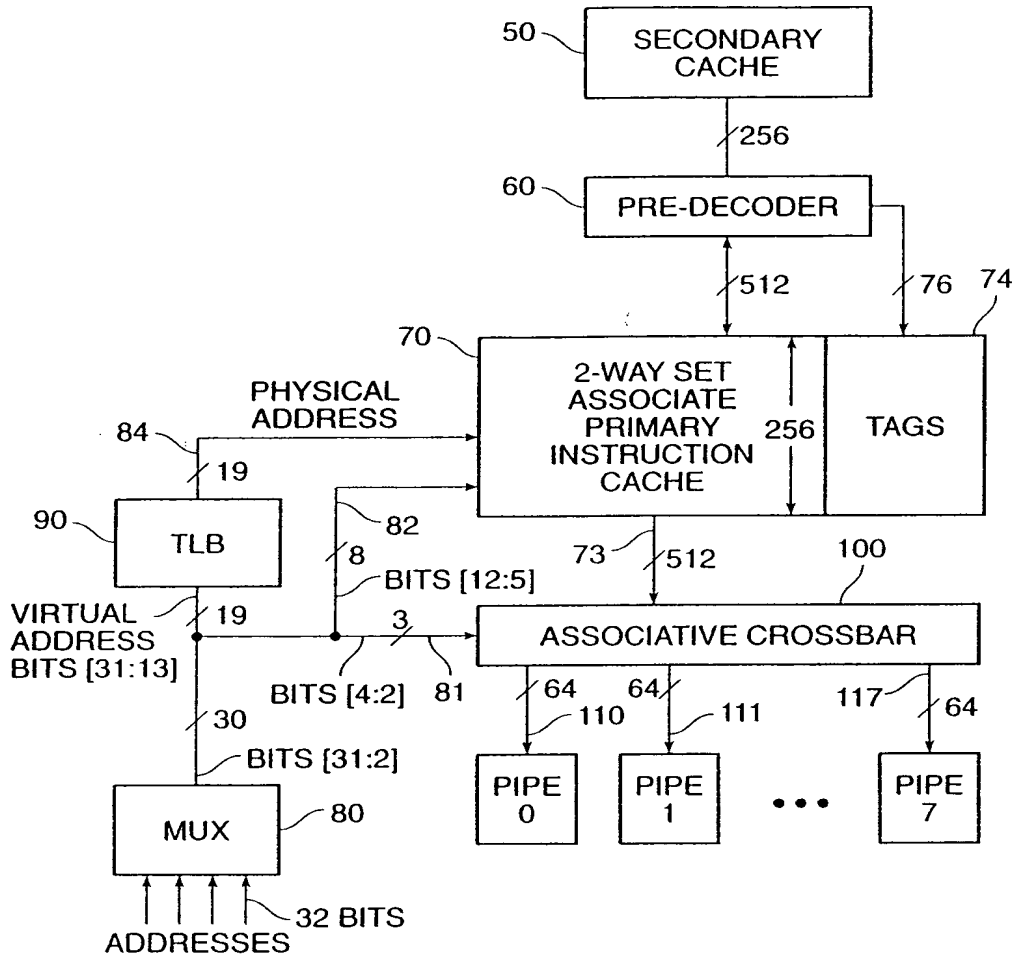 50
SECONDARY
CACHE
256
60
PRE-DECODER
512
76
74
70
2-WAY SET
ASSOCIATE
PRIMARY
INSTRUCTION
CACHE
256
TAGS
PHYSICAL
ADDRESS
84
19
90
TLB
82
8
73
512
100
BITS [12:5]
VIRTUAL
ADDRESS
BITS [31:13]
19
3
ASSOCIATIVE CROSSBAR
BITS [4:2]
81
64
110
64
111
117
64
30
BITS [31:2]
PIPE
0
PIPE
1
•••
PIPE
7
MUX
80
32 BITS
ADDRESSES